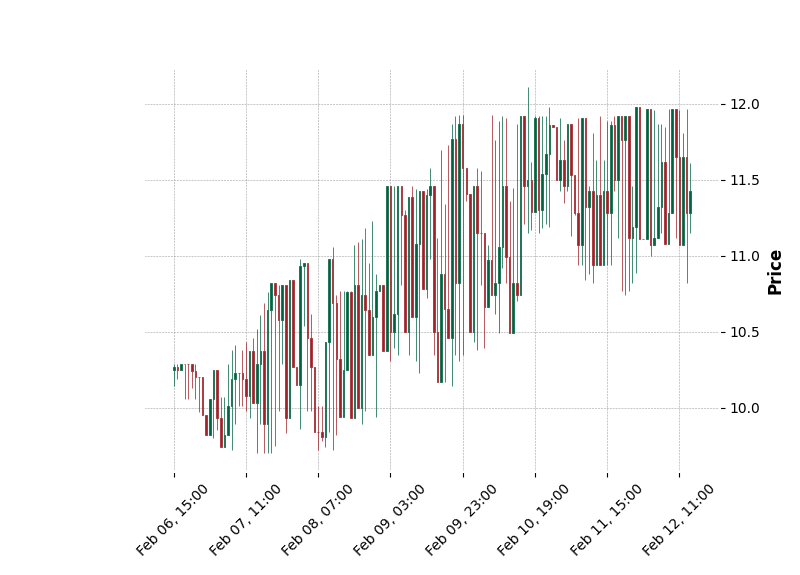 12.0
11.5
11.0
10.5
10.0
Price
Feb 06, 15:00
Feb 07, 11:00
Feb 08, 07:00
Feb 09, 03:00
Feb 09, 23:00
Feb 10, 19:00
Feb 11, 15:00
Feb 12, 11:00